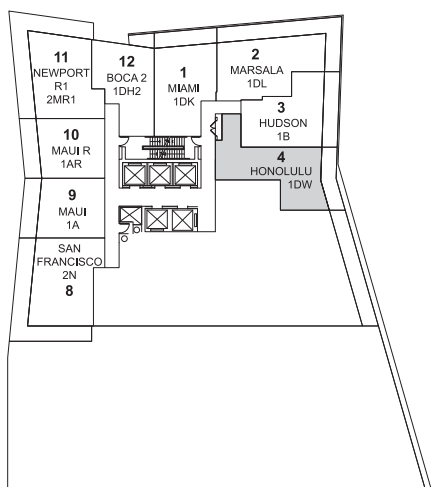 11
NEWPORT
R1
2MR1
12
BOCA 2
1DH2
1
MIAMI
1DK
2
MARSALA
1DL
3
HUDSON
1B
10
MAUI R
1AR
4
HONOLULU
1DW
9
MAUI
1A
SAN
FRANCISCO
2N
8